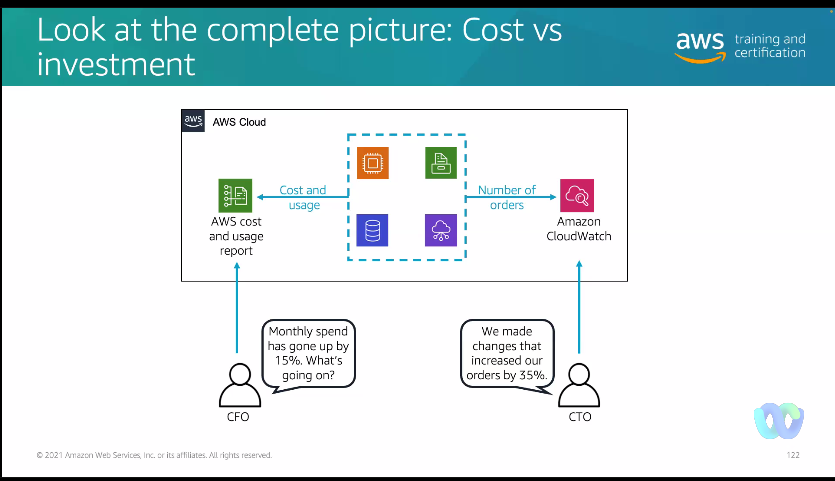 Look at the complete picture: Cost vs
investment
aws
training and
certification
aws
AWS Cloud
Cost and
usage
Number of
orders
AWS cost
and usage
report
Amazon
CloudWatch
Monthly spend
has gone up by
15%. What's
going on?
We made
changes that
increased our
orders by 35%.
CFO
CTO
© 2021 Amazon Web Services, Inc. or its affiliates. All rights reserved.
122